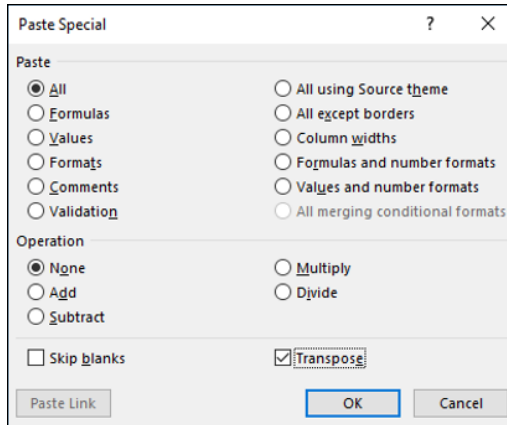 Paste Special ?
Paste
All
All using Source theme
Formulas
All except borders
Values
Column widths
Formats
Formulas and number formats
Comments
Values and number formats
Validation
All merging conditional formats
Operation
None
Multiply
Add
Divide
Subtract
Skip blanks
Transpose
Paste Link
OK
Cancel